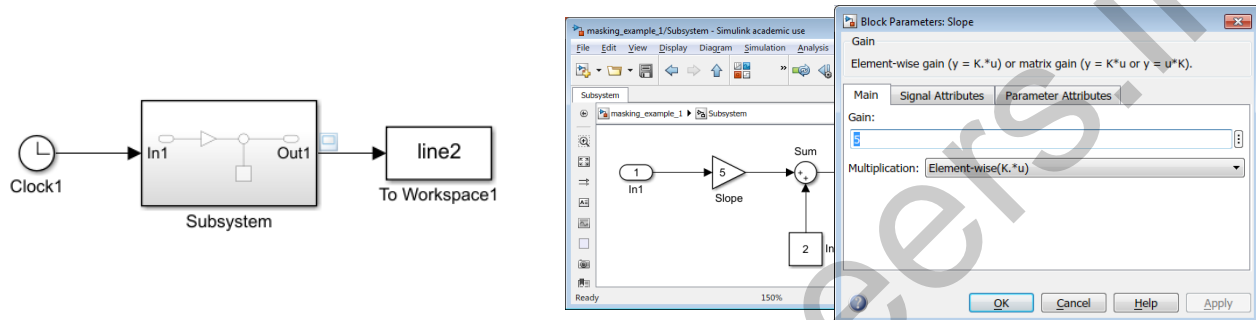 Clock1
In1
Out1
Subsystem
line2
To Workspace1
masking_example_1/Subsystem - Simulink academic use
File Edit View Display Diagram Simulation Analysis
»
Subsystem
masking_example_1 Subsystem
1
In1
5
Slope
Sum
+
+
2
In
Ready
150%
Block Parameters: Slope
Gain
Element-wise gain (y = K.*u) or matrix gain (y = K*u or y = u*K).
Main Signal Attributes Parameter Attributes
Gain:
5
Multiplication: Element-wise(K.*u)
OK Cancel Help Apply